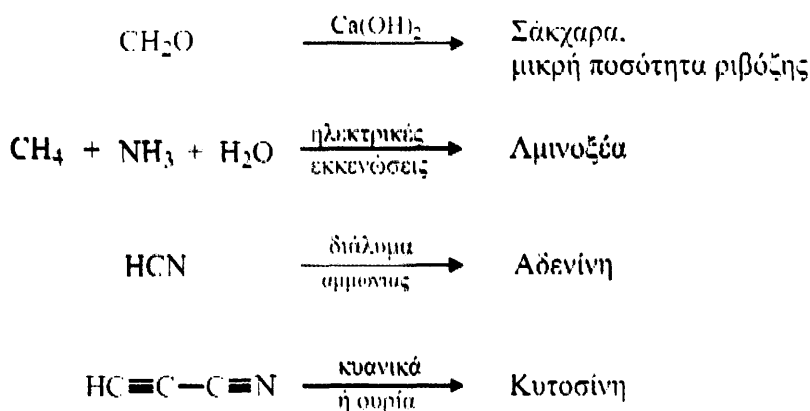 CH₂O Ca(OH)₂ Σάκχαρα,
μικρή ποσότητα ριβόζης
CH₄ + NH₃ + H₂O ηλεκτρικές εκκενώσεις Αμινοξέα
HCN διάλυμα αμμωνίας Αδενίνη
HC≡C–C≡N κυανικά ή ουρία Κυτοσίνη